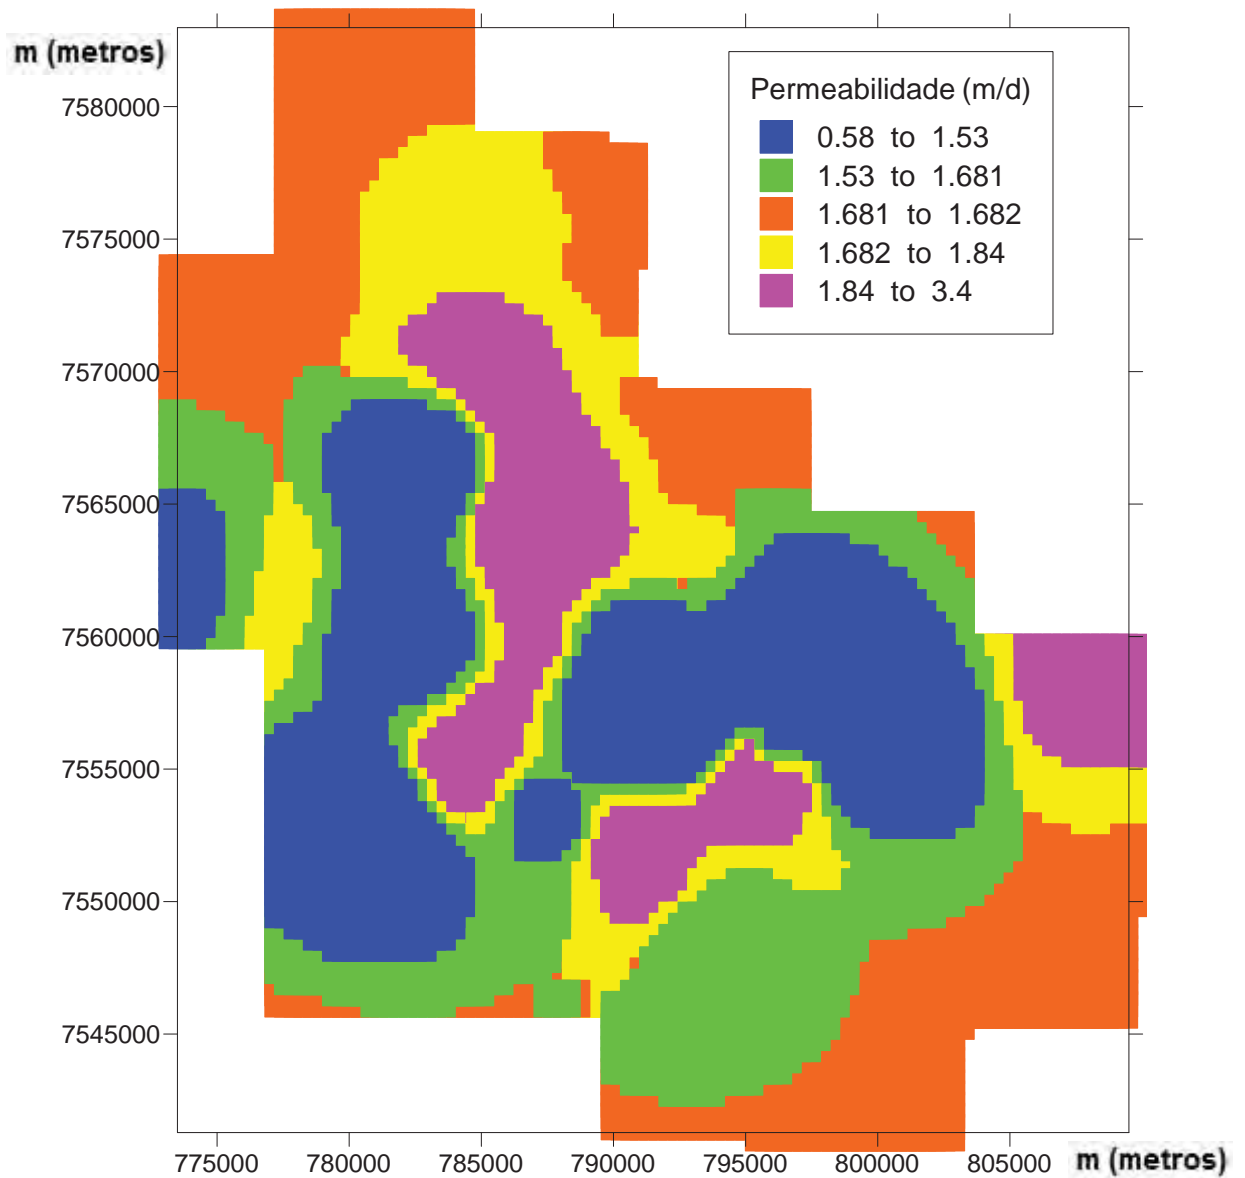 m (metros)
Permeabilidade (m/d)
0.58 to 1.53
1.53 to 1.681
1.681 to 1.682
1.682 to 1.84
1.84 to 3.4
7580000
7575000
7570000
7565000
7560000
7555000
7550000
7545000
775000 780000 785000 790000 795000 800000 805000 m (metros)